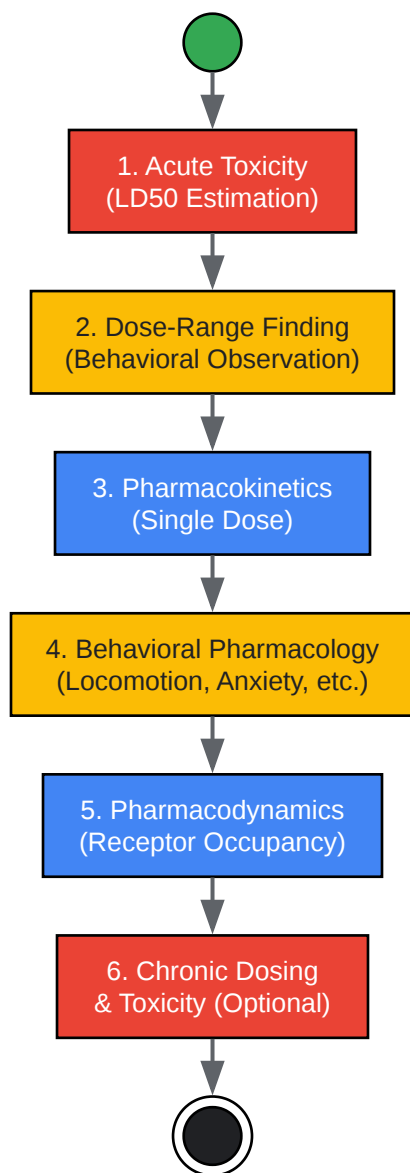 1. Acute Toxicity
(LD50 Estimation)
2. Dose-Range Finding
(Behavioral Observation)
3. Pharmacokinetics
(Single Dose)
4. Behavioral Pharmacology
(Locomotion, Anxiety, etc.)
5. Pharmacodynamics
(Receptor Occupancy)
6. Chronic Dosing
& Toxicity (Optional)